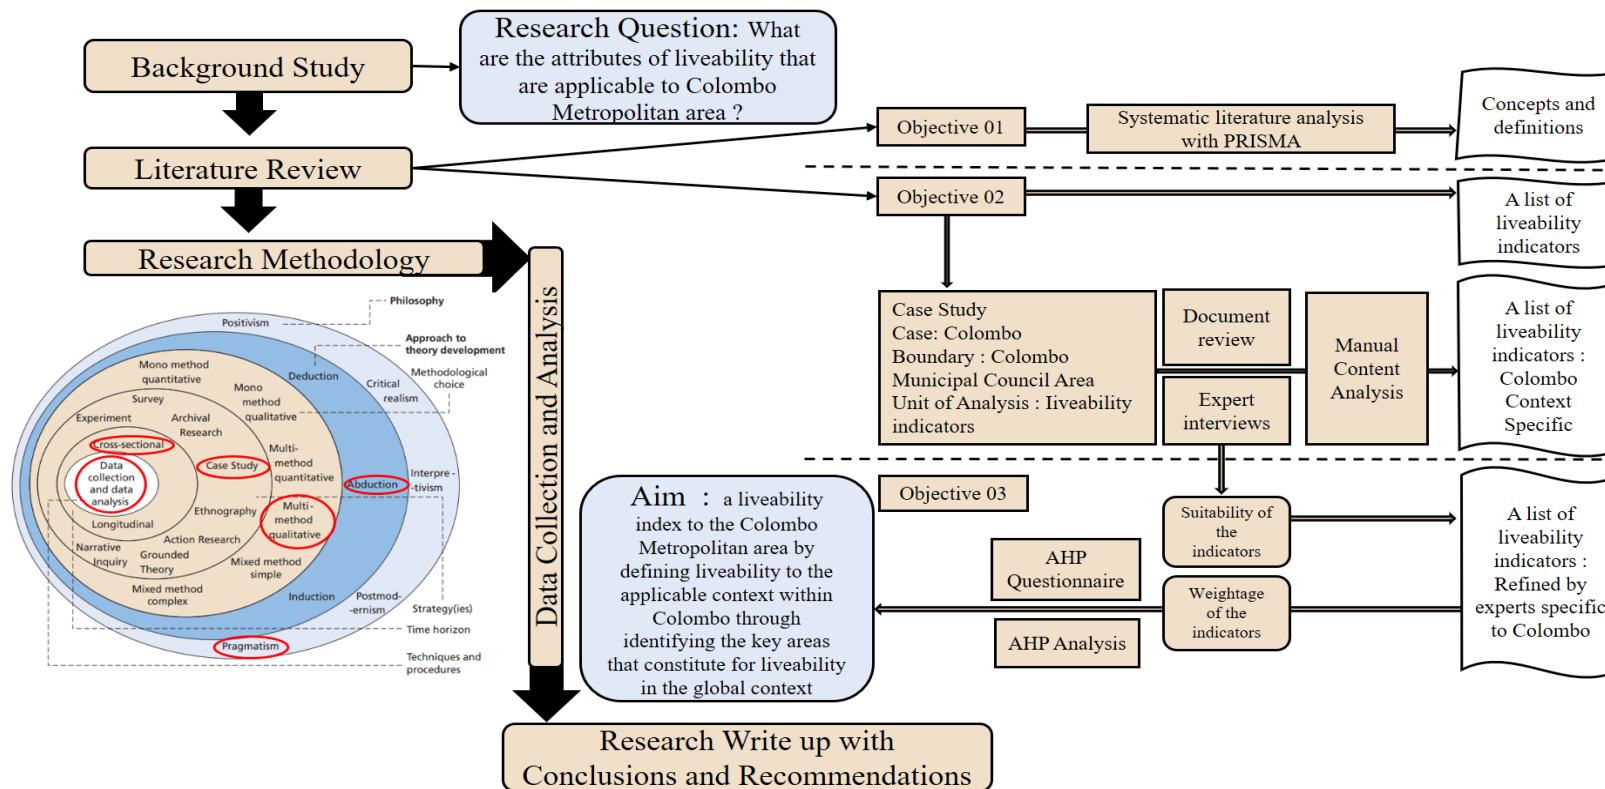 Background Study
Research Question: What
are the attributes of liveability that
are applicable to Colombo
Metropolitan area ?
Literature Review
Objective 01
Systematic literature analysis
with PRISMA
Concepts and
definitions
Objective 02
A list of
liveability
indicators
Research Methodology
Data Collection and Analysis
Case Study
Case: Colombo
Boundary : Colombo
Municipal Council Area
Unit of Analysis : liveability
indicators
Document
review
Expert
interviews
Manual
Content
Analysis
A list of
liveability
indicators :
Colombo
Context
Specific
Philosophy
Positivism
Approach to
theory development
Deduction
Methodological
choice
Critical
realism
Mono method
quantitative
Mono
method
qualitative
Survey
Experiment
Archival
Research
Cross-sectional
Case Study
Multi-
method
quantitative
Data
collection
and data
analysis
Abduction
Interpre-
-tivism
Ethnography
Multi-
method
qualitative
Longitudinal
Action Research
Narrative
Inquiry
Grounded
Theory
Mixed method
simple
Mixed method
complex
Induction
Postmod-
-ernism
Strategy(ies)
Pragmatism
Time horizon
Techniques and
procedures
Aim : a liveability
index to the Colombo
Metropolitan area by
defining liveability to the
applicable context within
Colombo through
identifying the key areas
that constitute for liveability
in the global context
Objective 03
Suitability of
the
indicators
AHP
Questionnaire
Weightage of
the
indicators
AHP Analysis
A list of
liveability
indicators :
Refined by
experts specific
to Colombo
Research Write up with
Conclusions and Recommendations